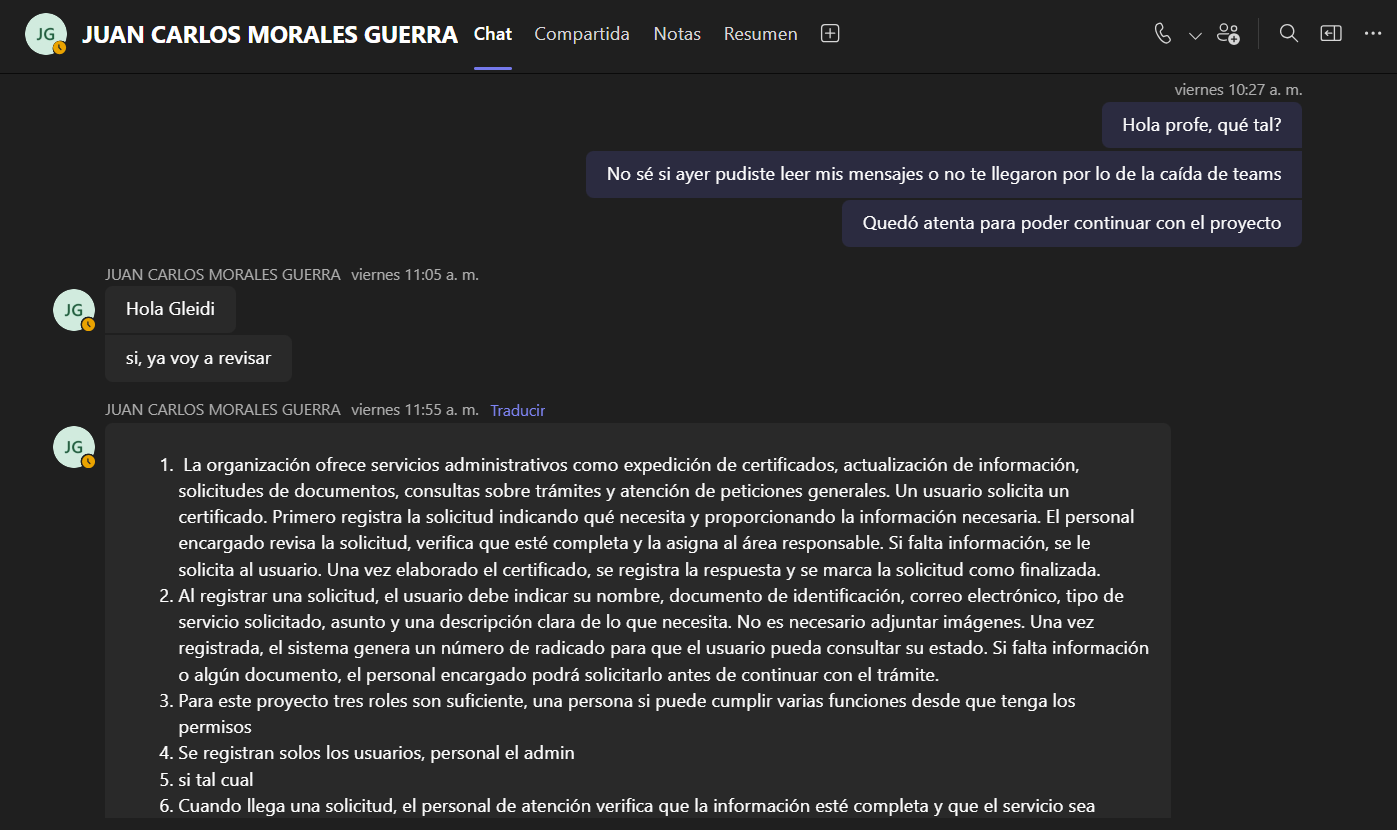 JG JUAN CARLOS MORALES GUERRA Chat Compartida Notas Resumen
viernes 10:27 a. m.
Hola profe, qué tal?
No sé si ayer pudiste leer mis mensajes o no te llegaron por lo de la caída de teams
Quedó atenta para poder continuar con el proyecto
JUAN CARLOS MORALES GUERRA viernes 11:05 a. m.
JG Hola Gleidi
si, ya voy a revisar
JUAN CARLOS MORALES GUERRA viernes 11:55 a. m. Traducir
JG
1. La organización ofrece servicios administrativos como expedición de certificados, actualización de información,
solicitudes de documentos, consultas sobre trámites y atención de peticiones generales. Un usuario solicita un
certificado. Primero registra la solicitud indicando qué necesita y proporcionando la información necesaria. El personal
encargado revisa la solicitud, verifica que esté completa y la asigna al área responsable. Si falta información, se le
solicita al usuario. Una vez elaborado el certificado, se registra la respuesta y se marca la solicitud como finalizada.
2. Al registrar una solicitud, el usuario debe indicar su nombre, documento de identificación, correo electrónico, tipo de
servicio solicitado, asunto y una descripción clara de lo que necesita. No es necesario adjuntar imágenes. Una vez
registrada, el sistema genera un número de radicado para que el usuario pueda consultar su estado. Si falta información
o algún documento, el personal encargado podrá solicitarlo antes de continuar con el trámite.
3. Para este proyecto tres roles son suficiente, una persona si puede cumplir varias funciones desde que tenga los
permisos
4. Se registran solos los usuarios, personal el admin
5. si tal cual
6. Cuando llega una solicitud, el personal de atención verifica que la información esté completa y que el servicio sea